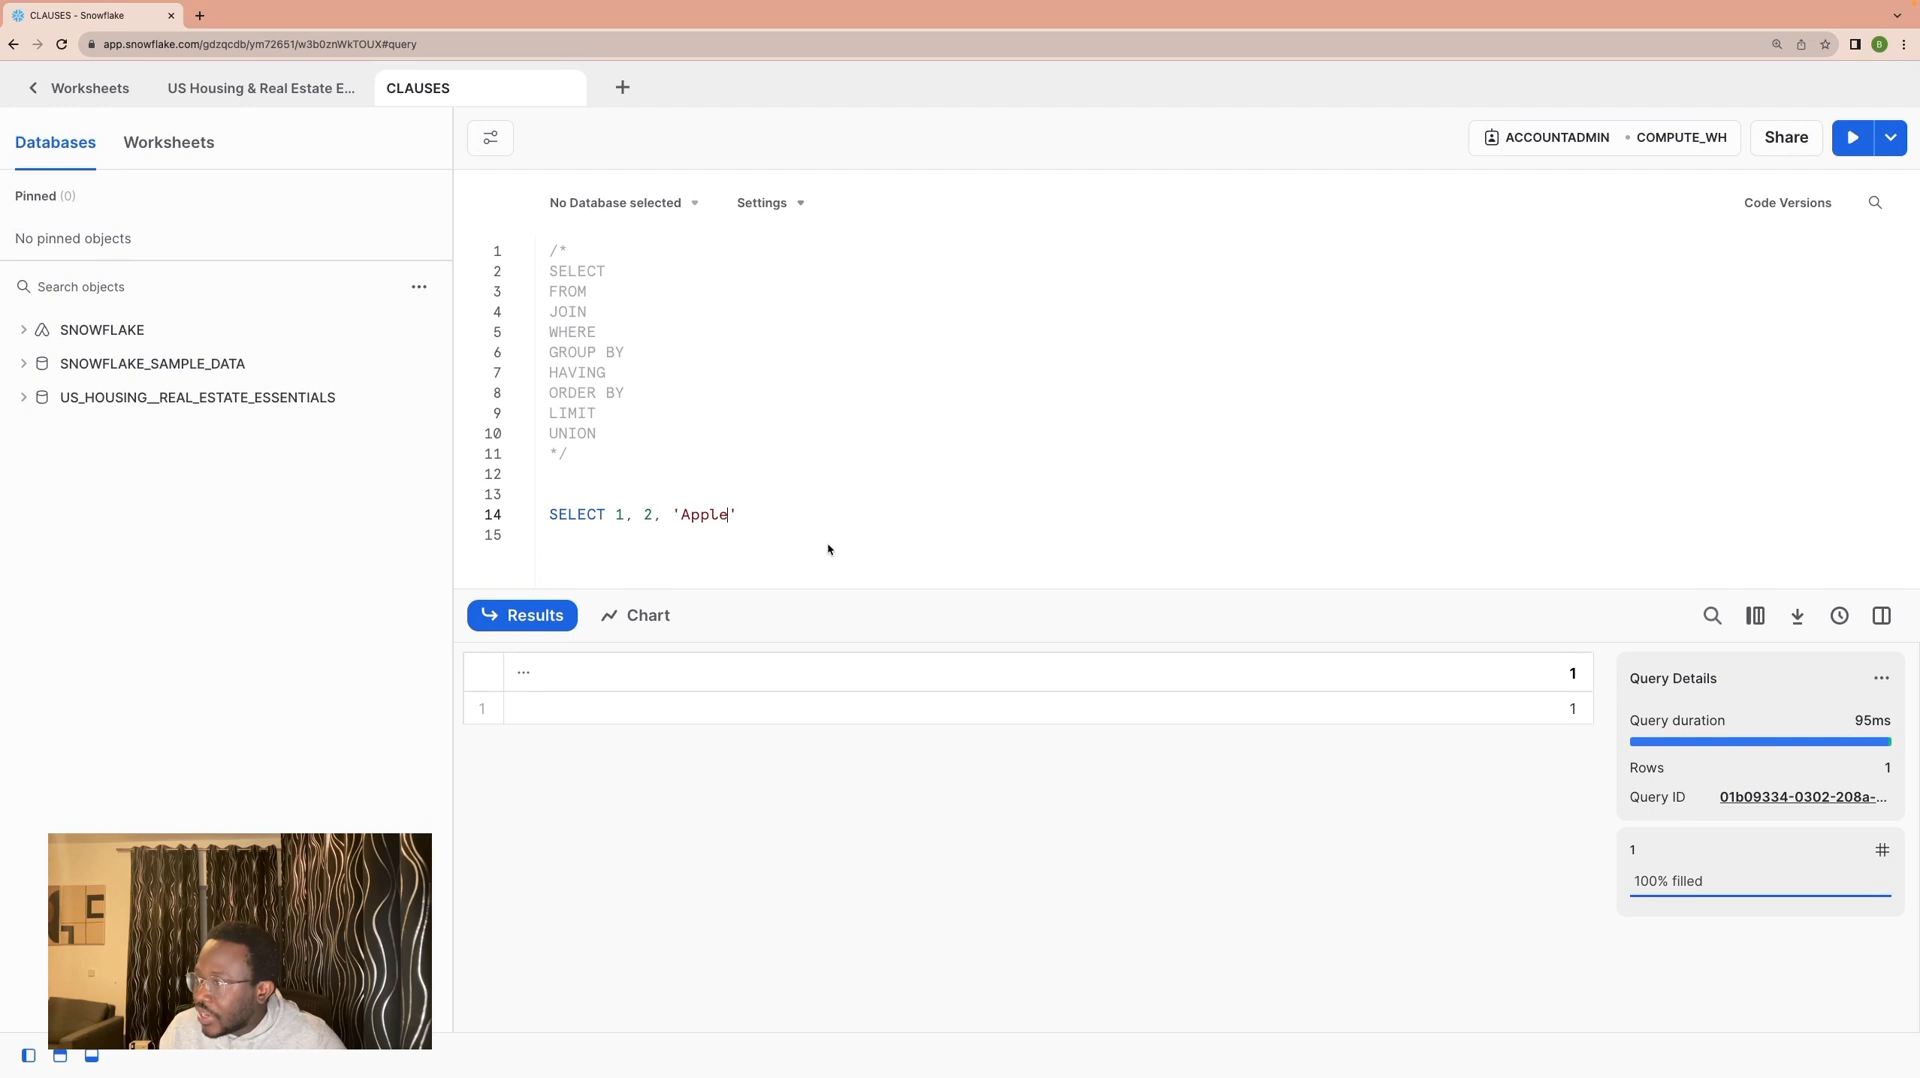 CLAUSES - Snowflake
app.snowflake.com/gdzqcdb/ym72651/w3b0znWkTOUX#query
B
Worksheets
US Housing & Real Estate E...
CLAUSES
Databases
Worksheets
ACCOUNTADMIN • COMPUTE_WH
Share
Pinned (0)
No pinned objects
Search objects
SNOWFLAKE
SNOWFLAKE_SAMPLE_DATA
US_HOUSING__REAL_ESTATE_ESSENTIALS
No Database selected
Settings
Code Versions
1 /*
2 SELECT
3 FROM
4 JOIN
5 WHERE
6 GROUP BY
7 HAVING
8 ORDER BY
9 LIMIT
10 UNION
11 */
12
13
14 SELECT 1, 2, 'Apple'
15
Results
Chart
... 1
1 1
Query Details
Query duration 95ms
Rows 1
Query ID 01b09334-0302-208a-...
1 #
100% filled